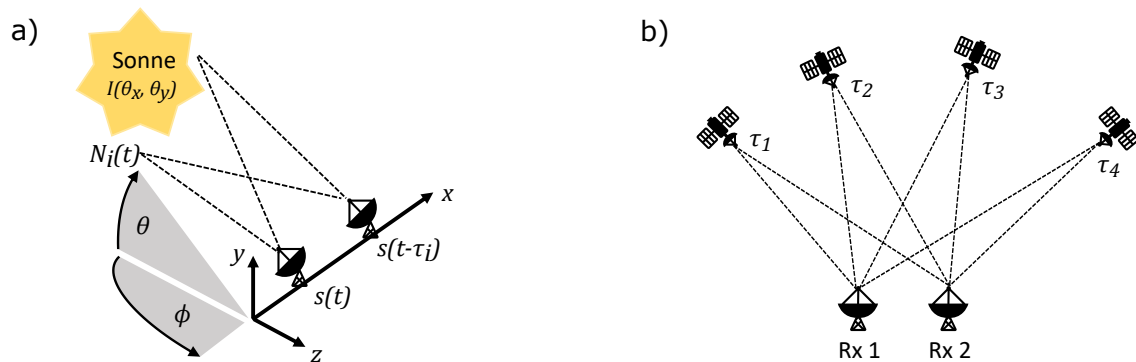 a)
Sonne
I(θx, θy)
Ni(t)
θ
ϕ
y
z
x
s(t)
s(t-τi)
b)
τ1
τ2
τ3
τ4
Rx 1
Rx 2